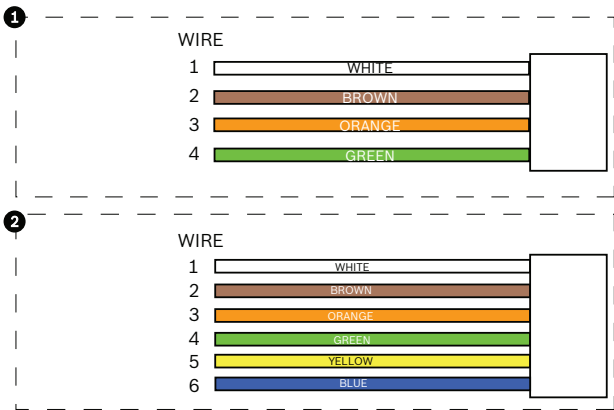 1
WIRE
1 WHITE
2 BROWN
3 ORANGE
4 GREEN
2
WIRE
1 WHITE
2 BROWN
3 ORANGE
4 GREEN
5 YELLOW
6 BLUE